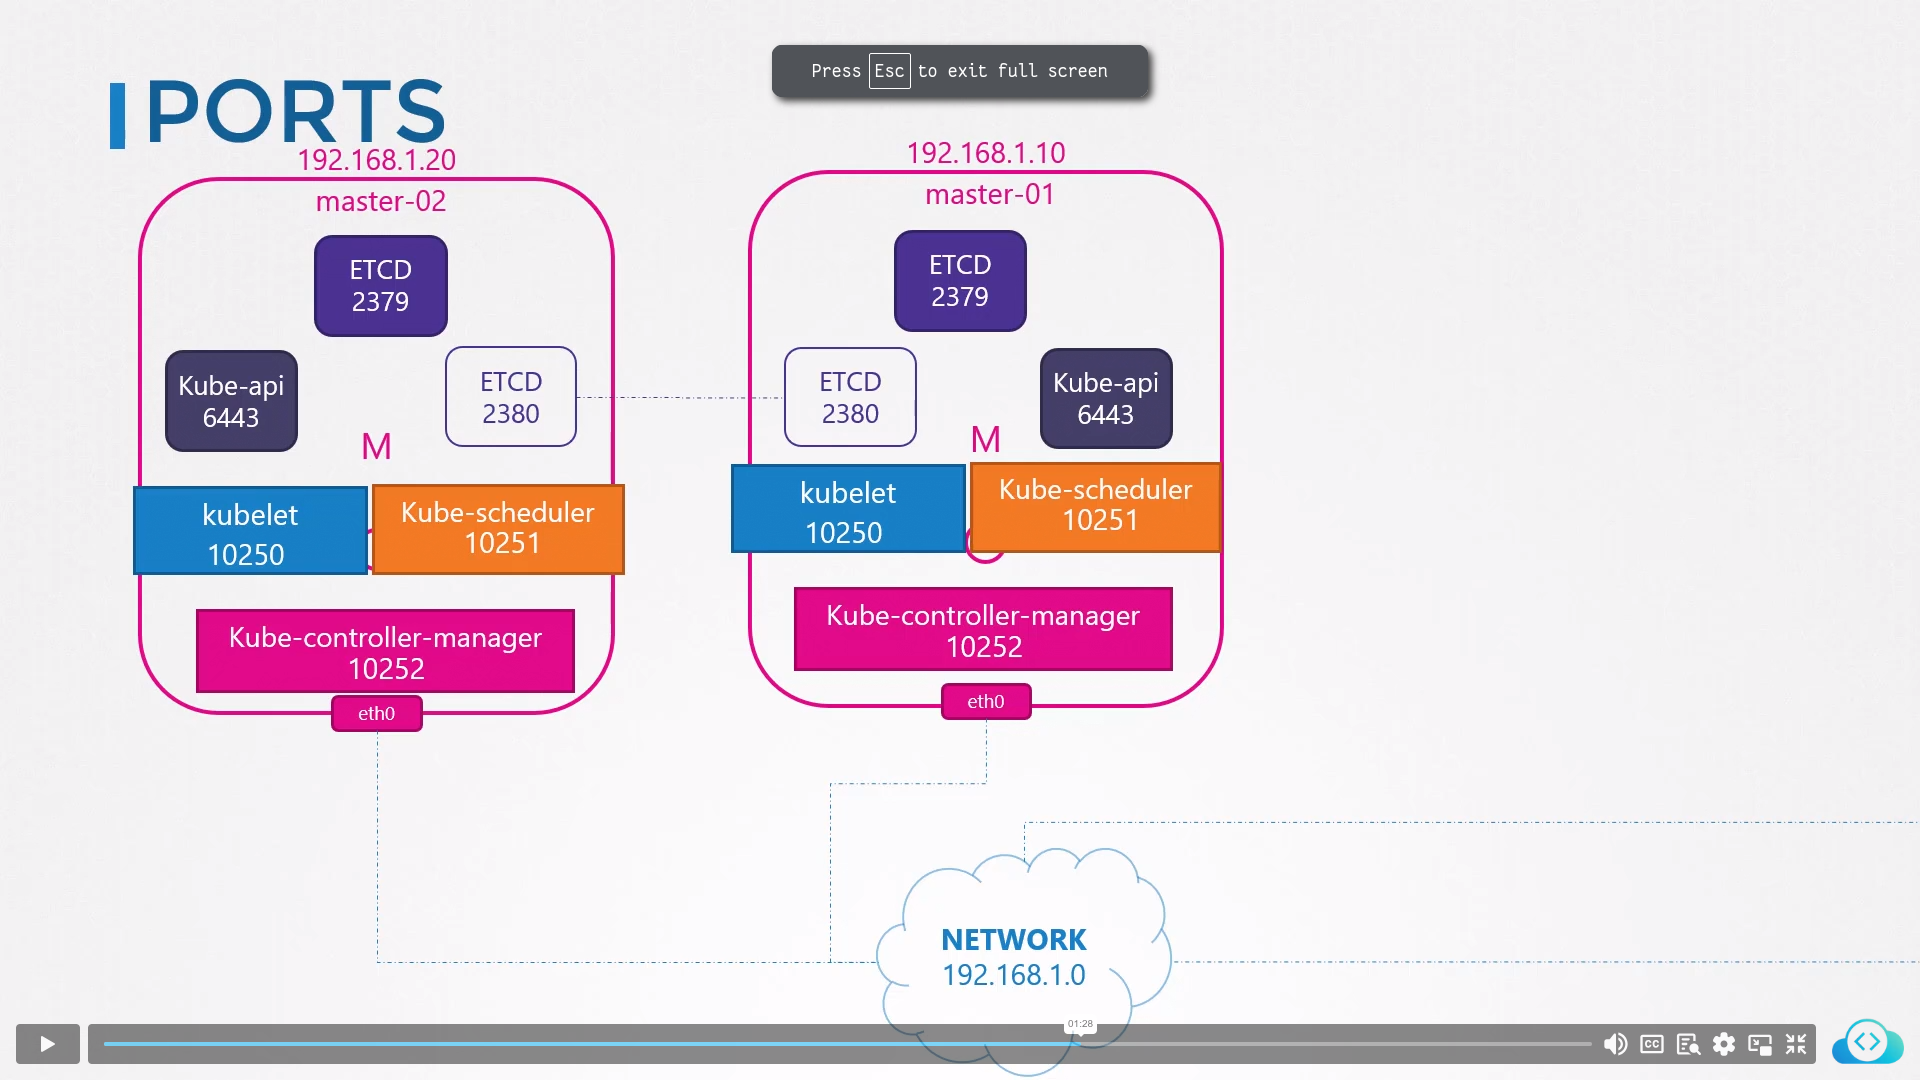 Press Esc to exit full screen
PORTS
192.168.1.20
master-02
ETCD
2379
Kube-api
6443
ETCD
2380
M
kubelet
10250
Kube-scheduler
10251
Kube-controller-manager
10252
eth0
192.168.1.10
master-01
ETCD
2379
ETCD
2380
Kube-api
6443
M
kubelet
10250
Kube-scheduler
10251
Kube-controller-manager
10252
eth0
NETWORK
192.168.1.0
01:28
CC